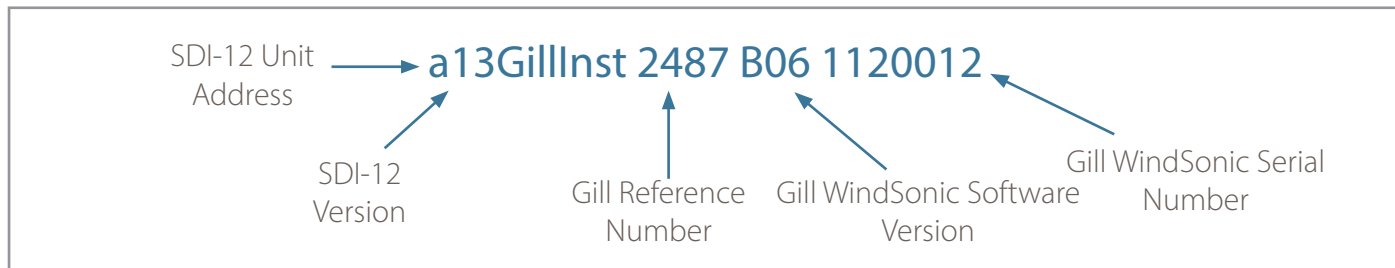 SDI-12 Unit
Address
a13GillInst 2487 B06 1120012
SDI-12
Version
Gill Reference
Number
Gill WindSonic Software
Version
Gill WindSonic Serial
Number